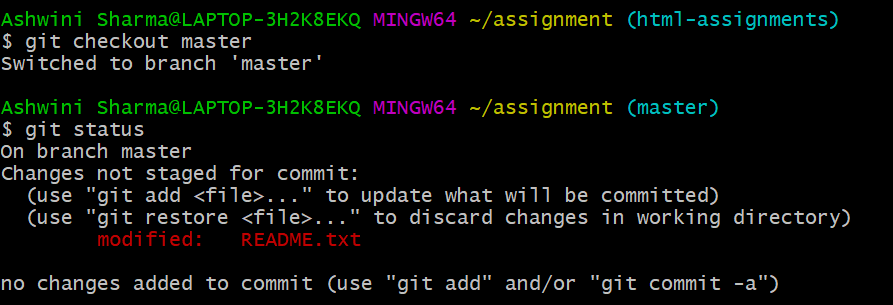 Ashwini Sharma@LAPTOP-3H2K8EKQ MINGW64 ~/assignment (html-assignments)
$ git checkout master
Switched to branch 'master'
Ashwini Sharma@LAPTOP-3H2K8EKQ MINGW64 ~/assignment (master)
$ git status
On branch master
Changes not staged for commit:
  (use "git add <file>..." to update what will be committed)
  (use "git restore <file>..." to discard changes in working directory)
        modified:   README.txt
no changes added to commit (use "git add" and/or "git commit -a")